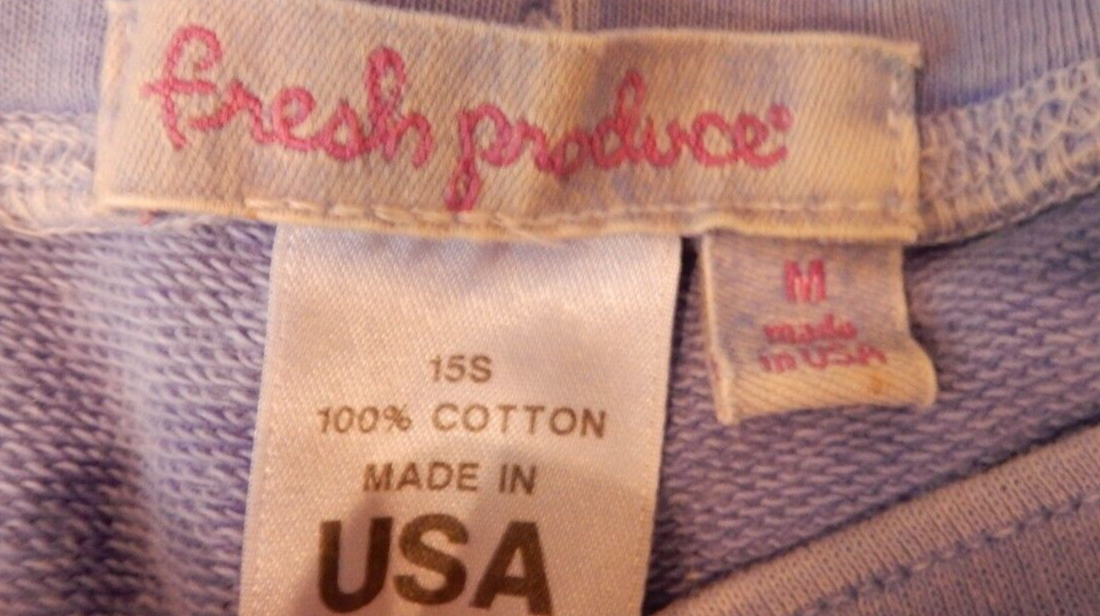 fresh produce®
M
made
in USA
15S
100% COTTON
MADE IN
USA